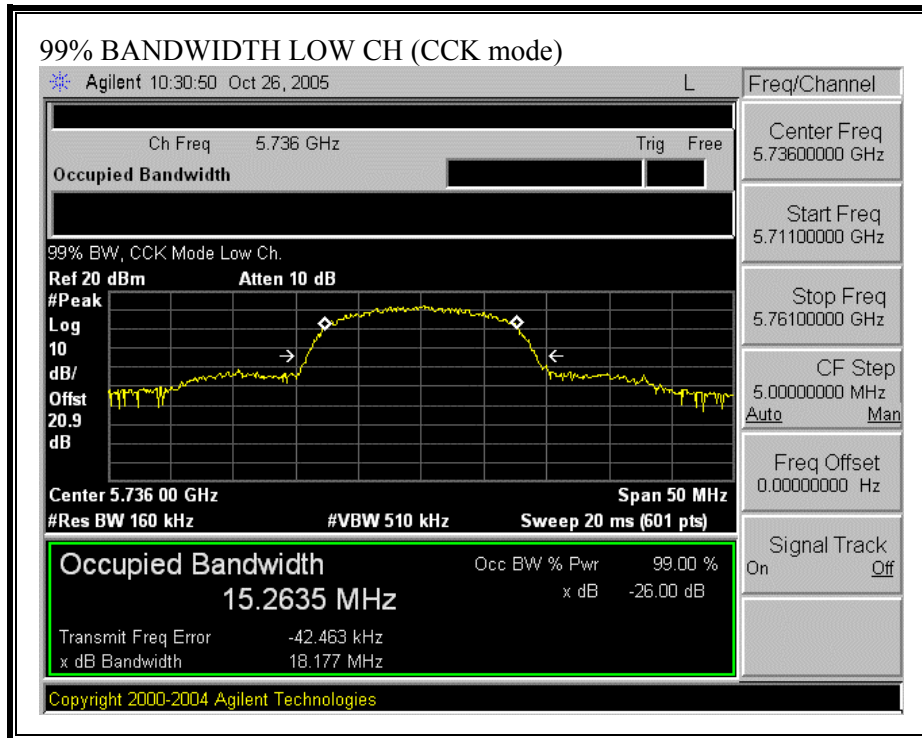 99% BANDWIDTH LOW CH (CCK mode)
Agilent 10:30:50 Oct 26, 2005 L
Freq/Channel
Ch Freq 5.736 GHz Trig Free
Occupied Bandwidth
Center Freq
5.73600000 GHz
Start Freq
5.71100000 GHz
Stop Freq
5.76100000 GHz
CF Step
5.00000000 MHz
Auto Man
Freq Offset
0.00000000 Hz
Signal Track
On Off
99% BW, CCK Mode Low Ch.
Ref 20 dBm Atten 10 dB
#Peak
Log
10
dB/
Offst
20.9
dB
Center 5.736 00 GHz Span 50 MHz
#Res BW 160 kHz #VBW 510 kHz Sweep 20 ms (601 pts)
Occupied Bandwidth
15.2635 MHz
Occ BW % Pwr 99.00 %
x dB -26.00 dB
Transmit Freq Error -42.463 kHz
x dB Bandwidth 18.177 MHz
Copyright 2000-2004 Agilent Technologies